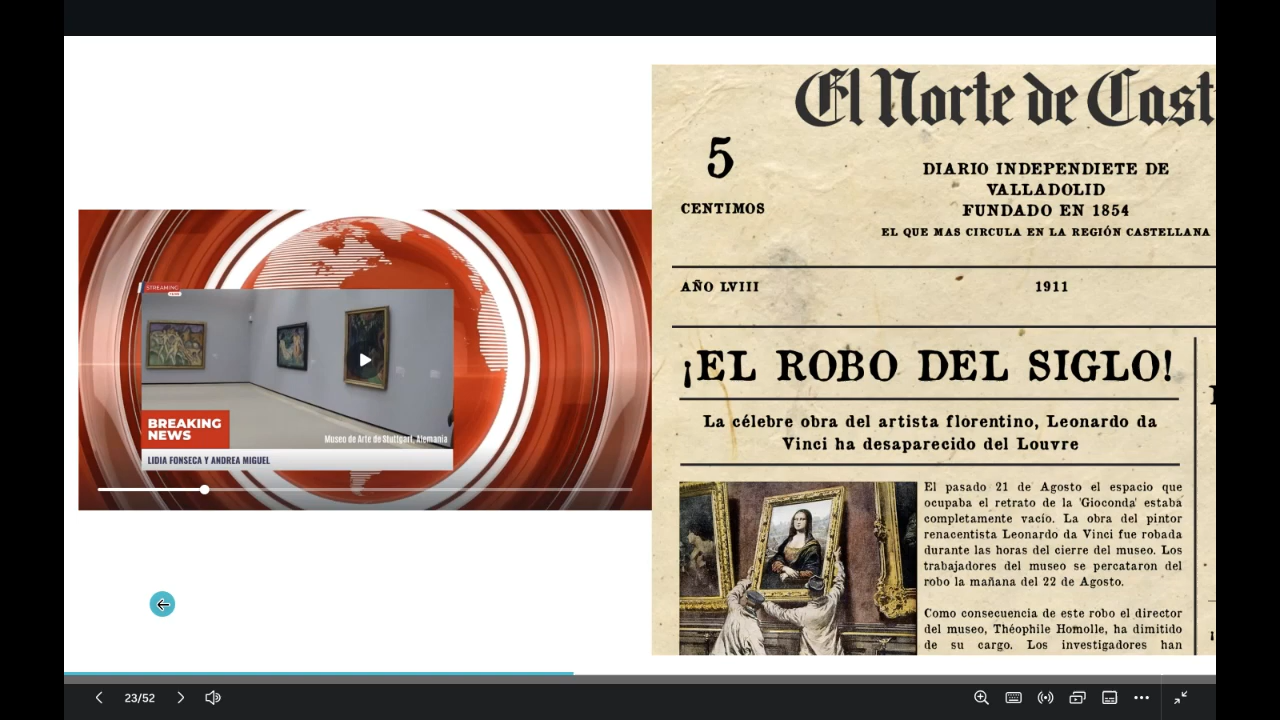 STREAMING
BREAKING
NEWS
Museo de Arte de Stuttgart, Alemania
LIDIA FONSECA Y ANDREA MIGUEL
El Norte de Cast
5
CENTIMOS
DIARIO INDEPENDIETE DE
VALLADOLID
FUNDADO EN 1854
EL QUE MAS CIRCULA EN LA REGIÓN CASTELLANA
AÑO LVIII
1911
¡EL ROBO DEL SIGLO!
La célebre obra del artista florentino, Leonardo da
Vinci ha desaparecido del Louvre
El pasado 21 de Agosto el espacio que
ocupaba el retrato de la 'Gioconda' estaba
completamente vacío. La obra del pintor
renacentista Leonardo da Vinci fue robada
durante las horas del cierre del museo. Los
trabajadores del museo se percataron del
robo la mañana del 22 de Agosto.
Como consecuencia de este robo el director
del museo, Théophile Homolle, ha dimitido
de su cargo. Los investigadores han
23/52